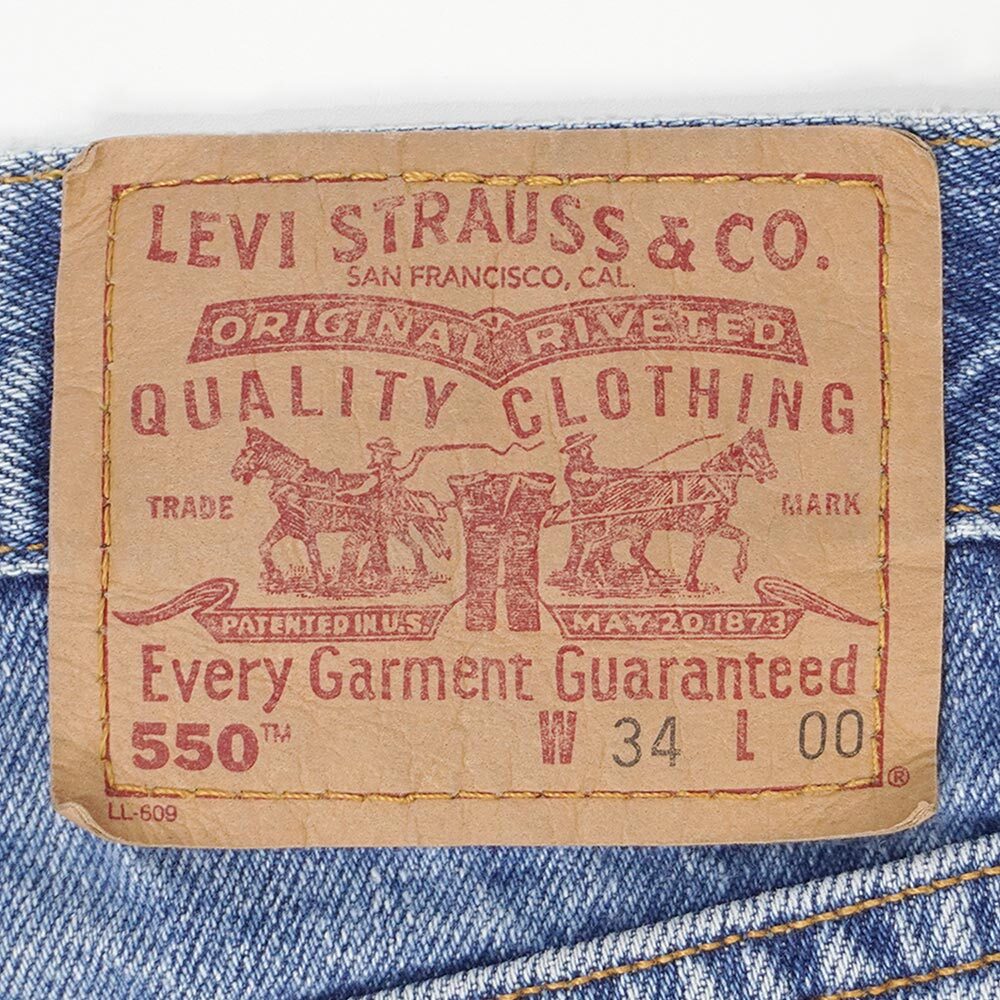 LEVI STRAUSS & CO.
SAN FRANCISCO, CAL.
ORIGINAL RIVETED
QUALITY CLOTHING
TRADE MARK
PATENTED IN U.S. MAY 20 1873
Every Garment Guaranteed
550™ W 34 L 00
LL-609 ®